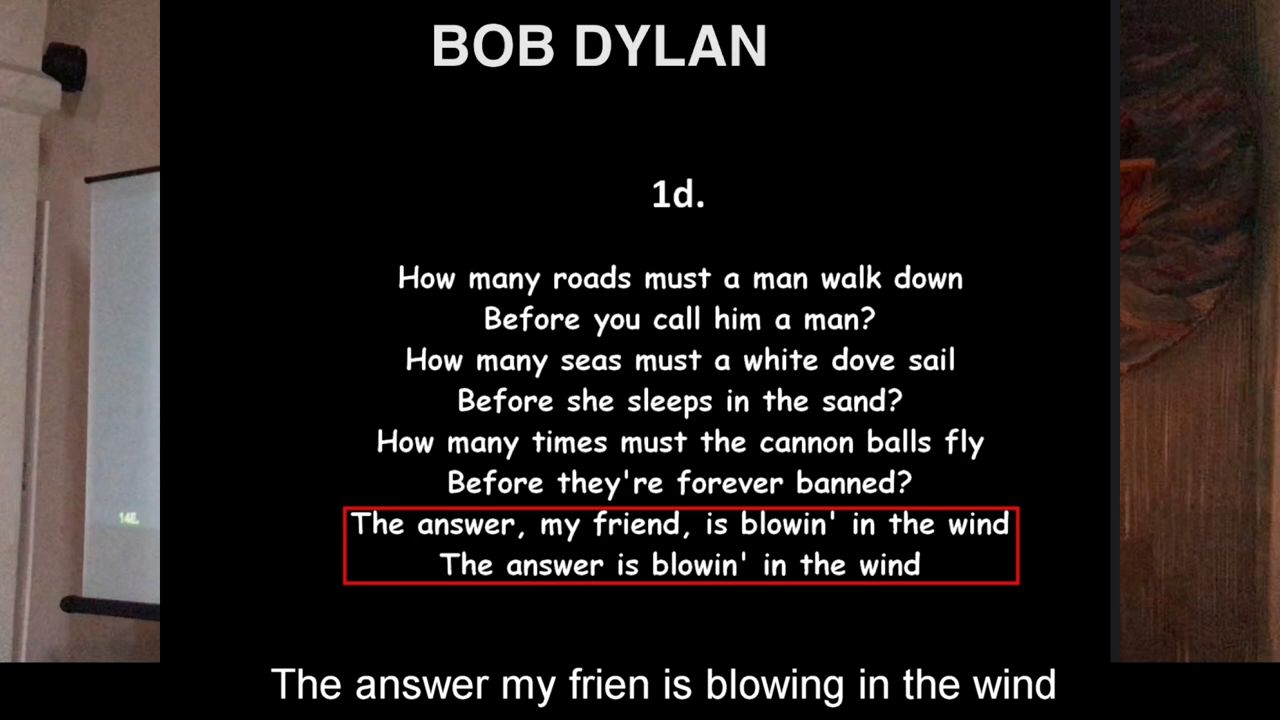 BOB DYLAN
1d.
How many roads must a man walk down
Before you call him a man?
How many seas must a white dove sail
Before she sleeps in the sand?
How many times must the cannon balls fly
Before they're forever banned?
The answer, my friend, is blowin' in the wind
The answer is blowin' in the wind
14E.
The answer my frien is blowing in the wind